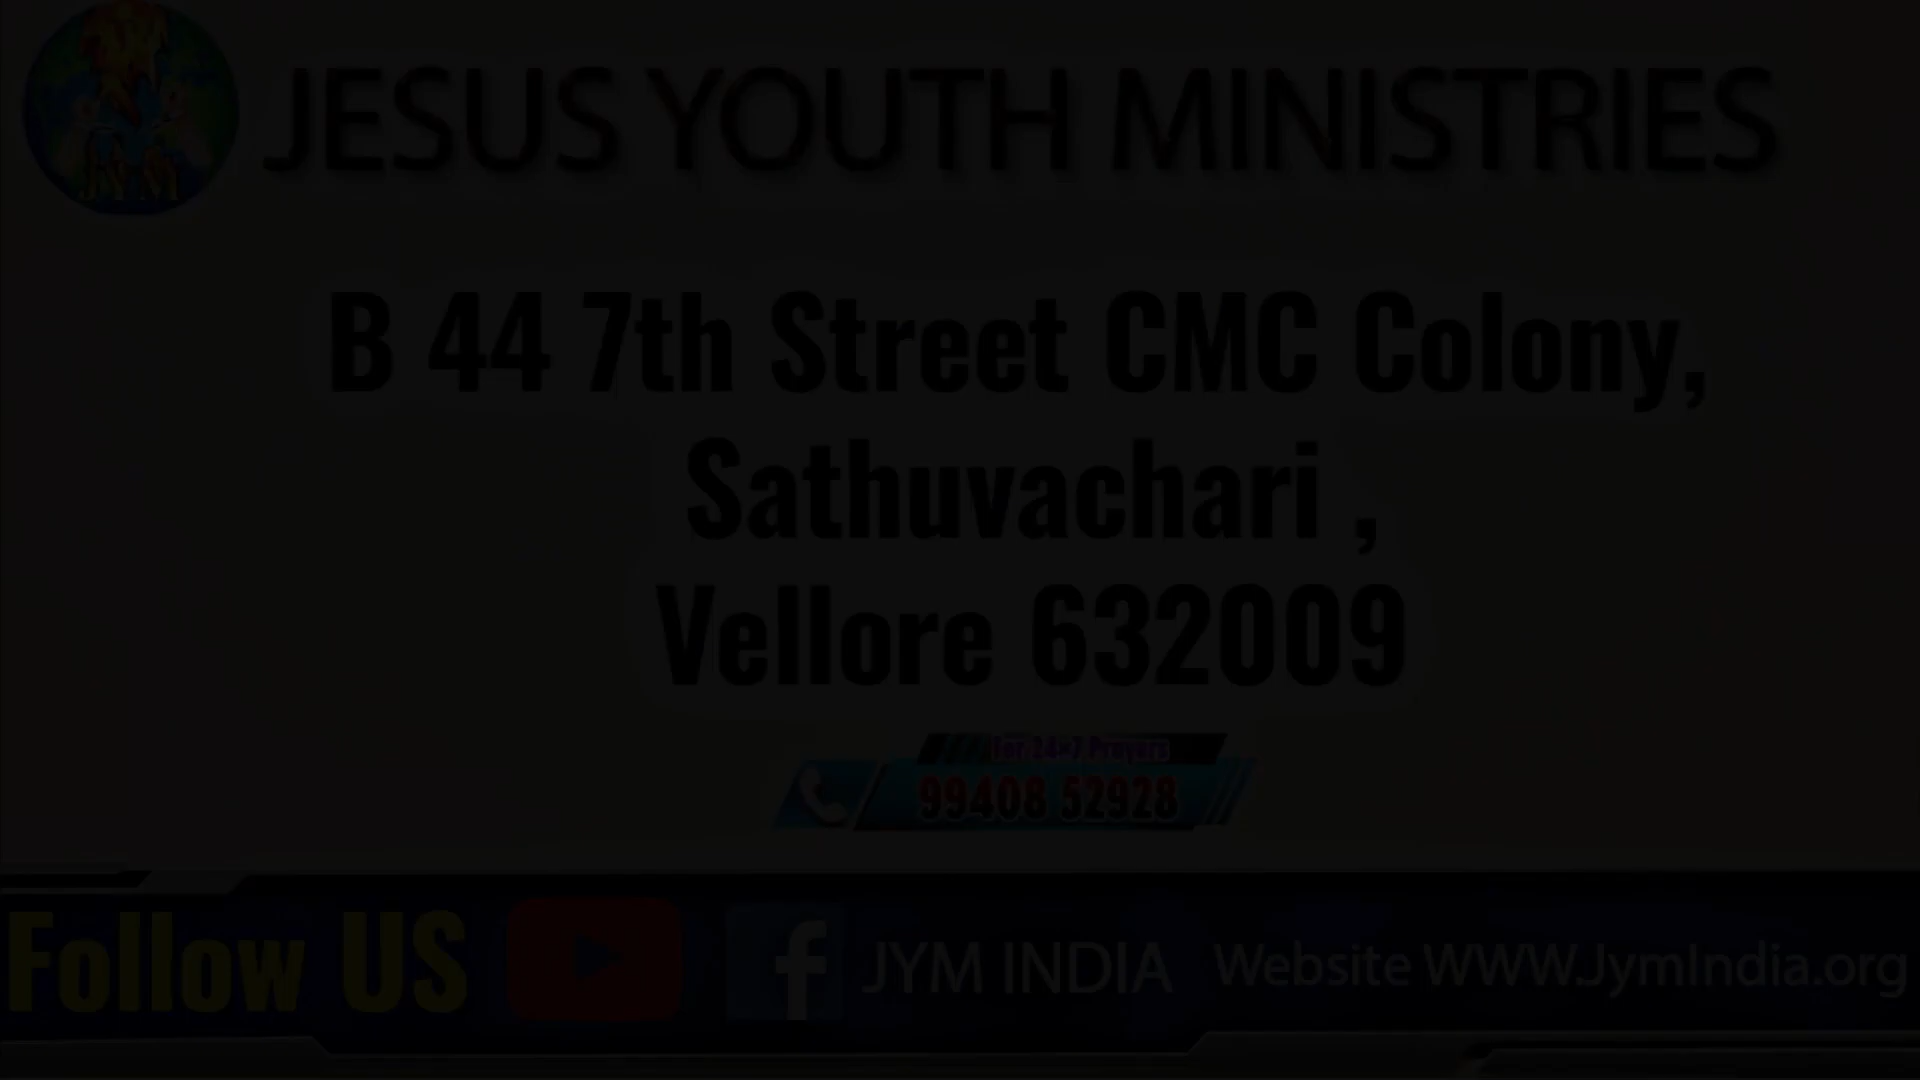 JESUS YOUTH MINISTRIES
B 44 7th Street CMC Colony,
Sathuvachari ,
Vellore 632009
For 24×7 Prayers
99408 52928
Follow US f JYM INDIA Website WWW.JymIndia.org